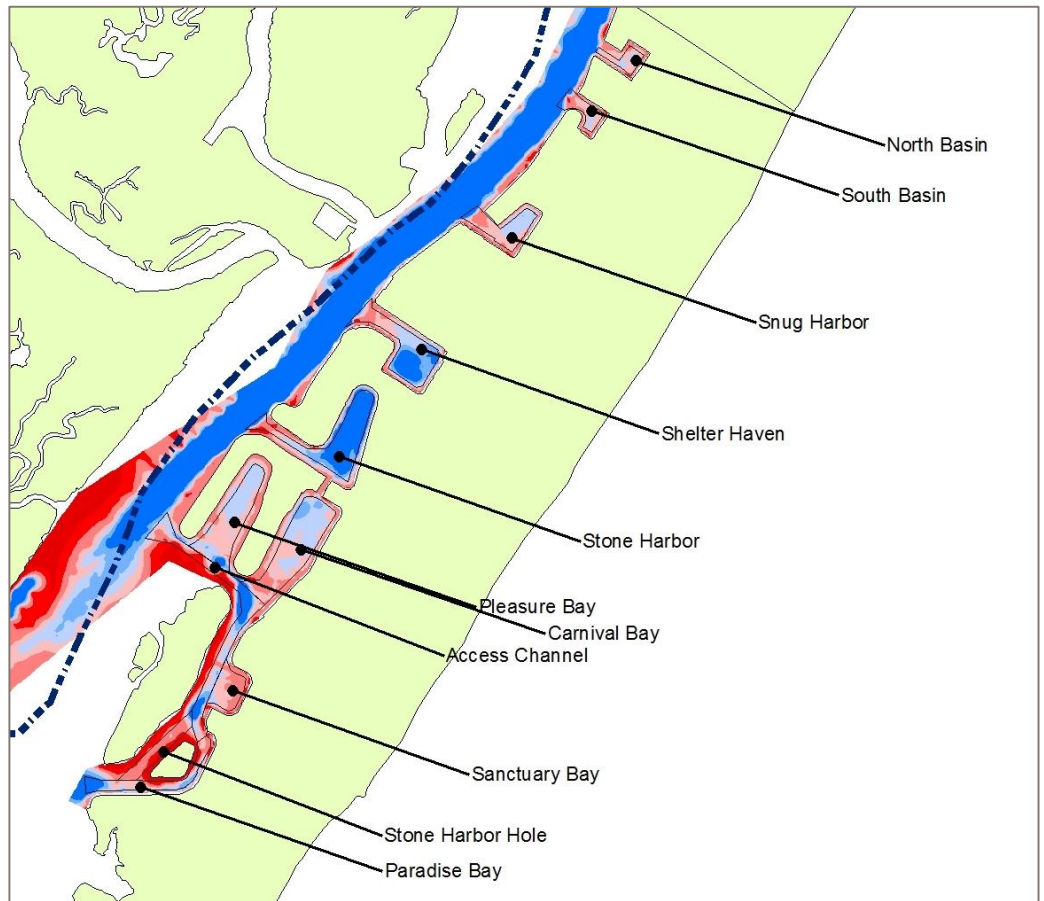 North Basin
South Basin
Snug Harbor
Shelter Haven
Stone Harbor
Pleasure Bay
Carnival Bay
Access Channel
Sanctuary Bay
Stone Harbor Hole
Paradise Bay